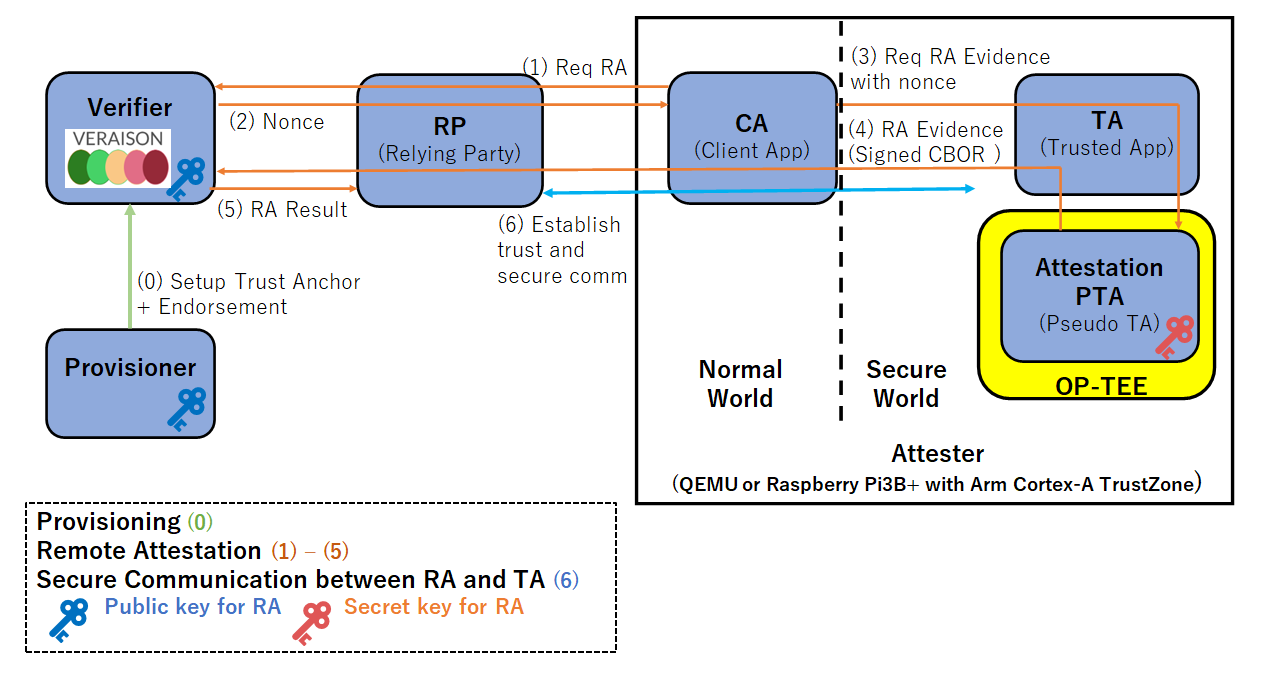 (1) Req RA
(3) Req RA Evidence
with nonce
Verifier
VERAISON
(2) Nonce
RP
(Relying Party)
CA
(Client App)
(4) RA Evidence
(Signed CBOR )
TA
(Trusted App)
(5) RA Result
(6) Establish
trust and
secure comm
(0) Setup Trust Anchor
+ Endorsement
Attestation
PTA
(Pseudo TA)
OP-TEE
Provisioner
Normal
World
Secure
World
Attester
(QEMU or Raspberry Pi3B+ with Arm Cortex-A TrustZone)
Provisioning (0)
Remote Attestation (1) – (5)
Secure Communication between RA and TA (6)
Public key for RA
Secret key for RA